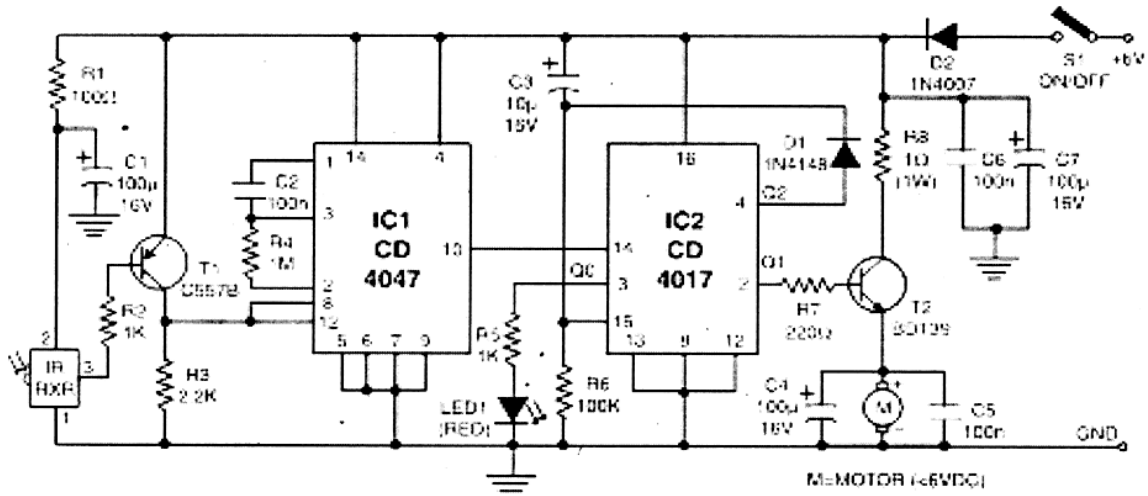 R1
100Ω
C1
100µ
16V
2
IR
RXR
3
1
R2
1K
T1
C557B
R3
2.2K
C2
100n
R4
1M
1
3
2
8
12
14
4
IC1
CD
4047
10
5
6
7
9
C3
10µ
16V
Q0
R5
1K
LED1
(RED)
R6
100K
14
3
15
16
IC2
CD
4017
13
8
12
Q2
4
Q1
2
D1
1N4148
R7
220Ω
D2
1N4007
S1
ON/OFF
+6V
R8
1Ω
(1W)
C6
100n
C7
100µ
16V
T2
BD139
C4
100µ
16V
M
+
−
C5
100n
GND
M=MOTOR (<6VDC)